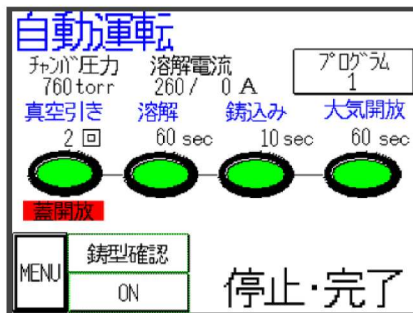 自動運転
チャンバ圧力 溶解電流 プログラム
760torr 260/ 0 A 1
真空引き 溶解 鋳込み 大気開放
2回 60 sec 10 sec 60 sec
蓋開放
MENU 鋳型確認
ON
停止・完了